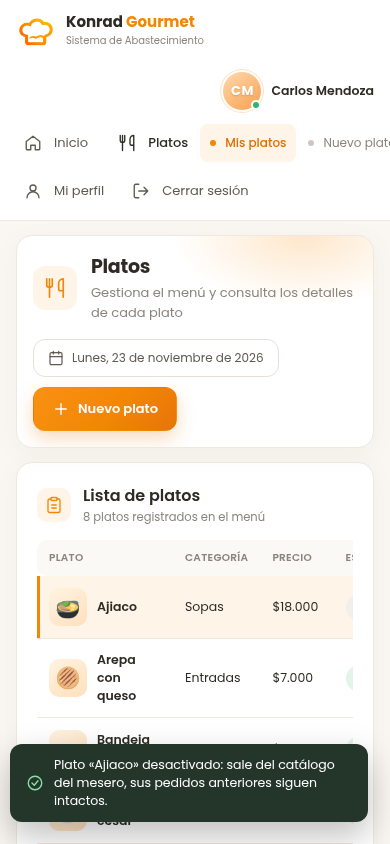 Konrad Gourmet
Sistema de Abastecimiento
CM
Carlos Mendoza
Inicio
Platos
Mis platos
Nuevo plato
Mi perfil
Cerrar sesión
Platos
Gestiona el menú y consulta los detalles
de cada plato
Lunes, 23 de noviembre de 2026
Nuevo plato
Lista de platos
8 platos registrados en el menú
PLATO CATEGORÍA PRECIO
Ajiaco Sopas $18.000
Arepa
con
queso
Entradas $7.000
Bandeja
Plato «Ajiaco» desactivado: sale del catálogo
del mesero, sus pedidos anteriores siguen
intactos.